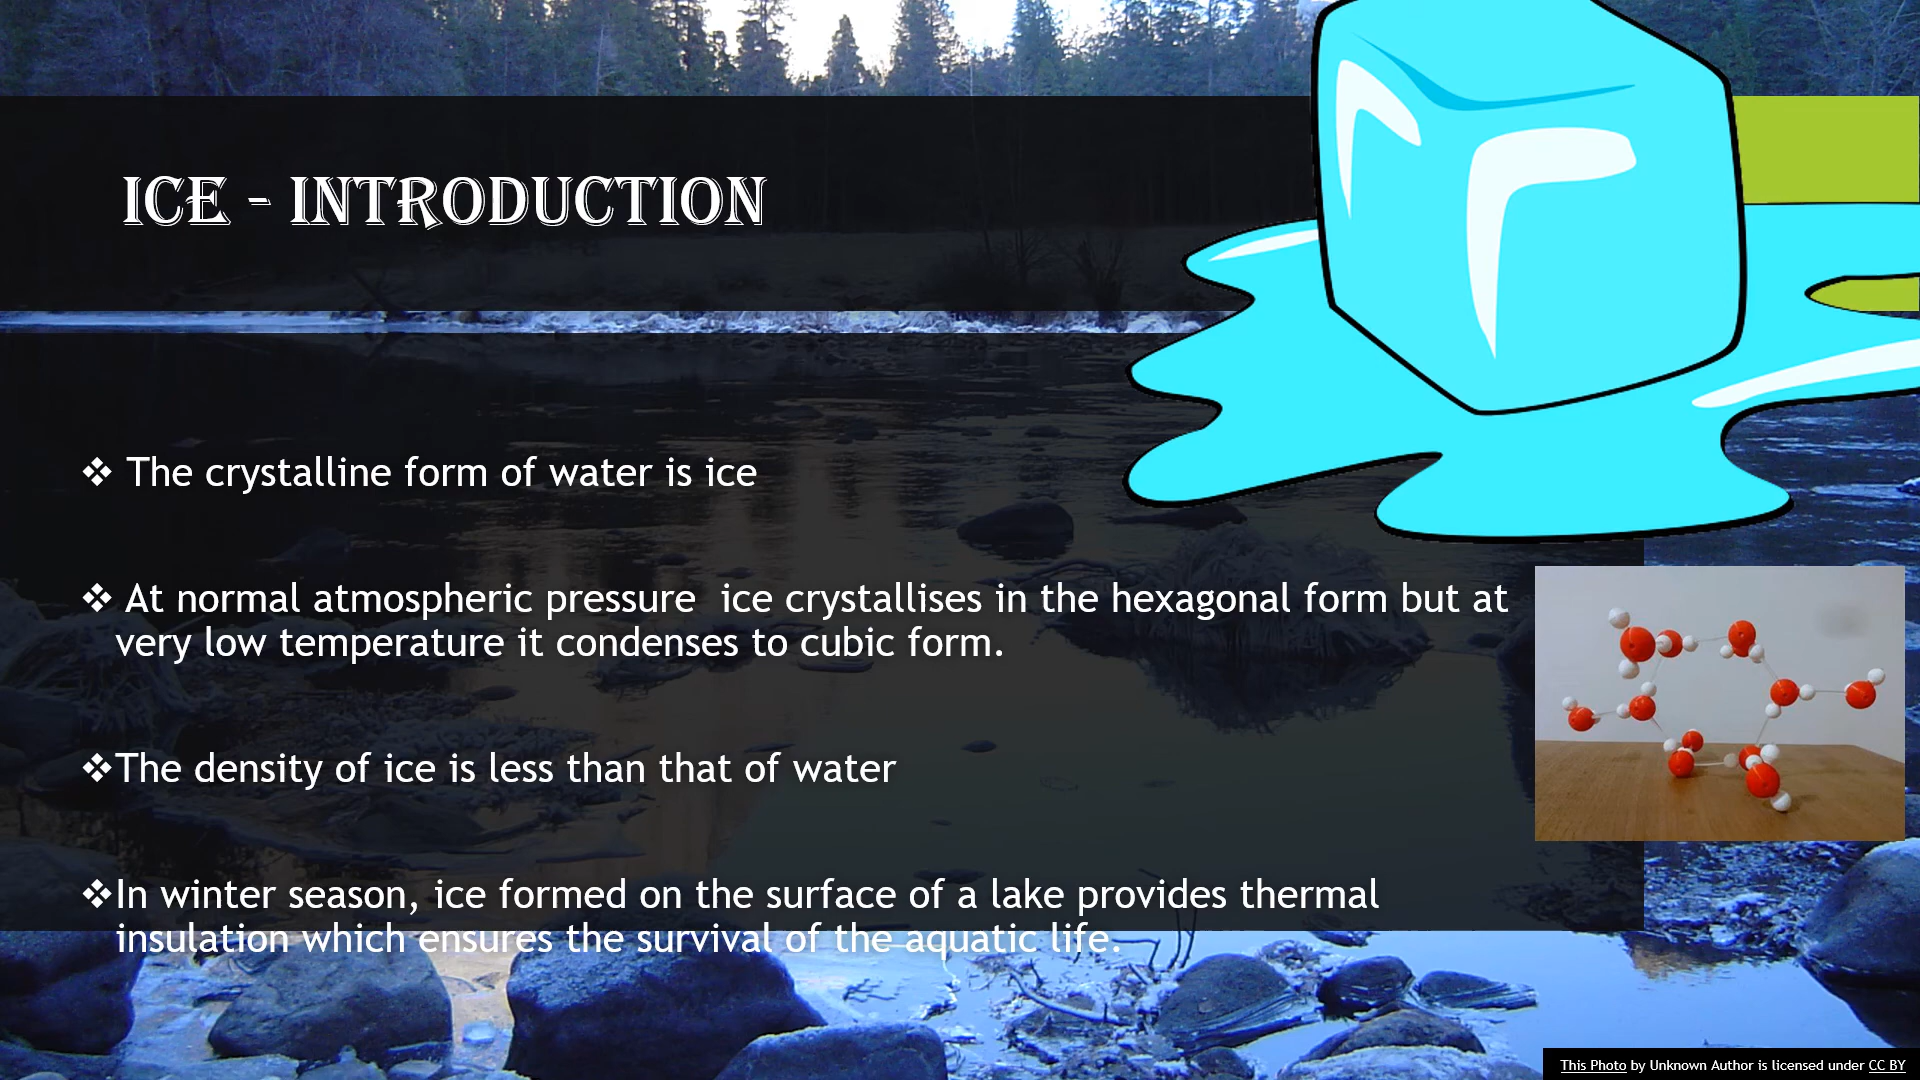 ICE - INTRODUCTION
❖ The crystalline form of water is ice
❖ At normal atmospheric pressure  ice crystallises in the hexagonal form but at
very low temperature it condenses to cubic form.
❖The density of ice is less than that of water
❖In winter season, ice formed on the surface of a lake provides thermal
insulation which ensures the survival of the aquatic life.
This Photo by Unknown Author is licensed under CC BY